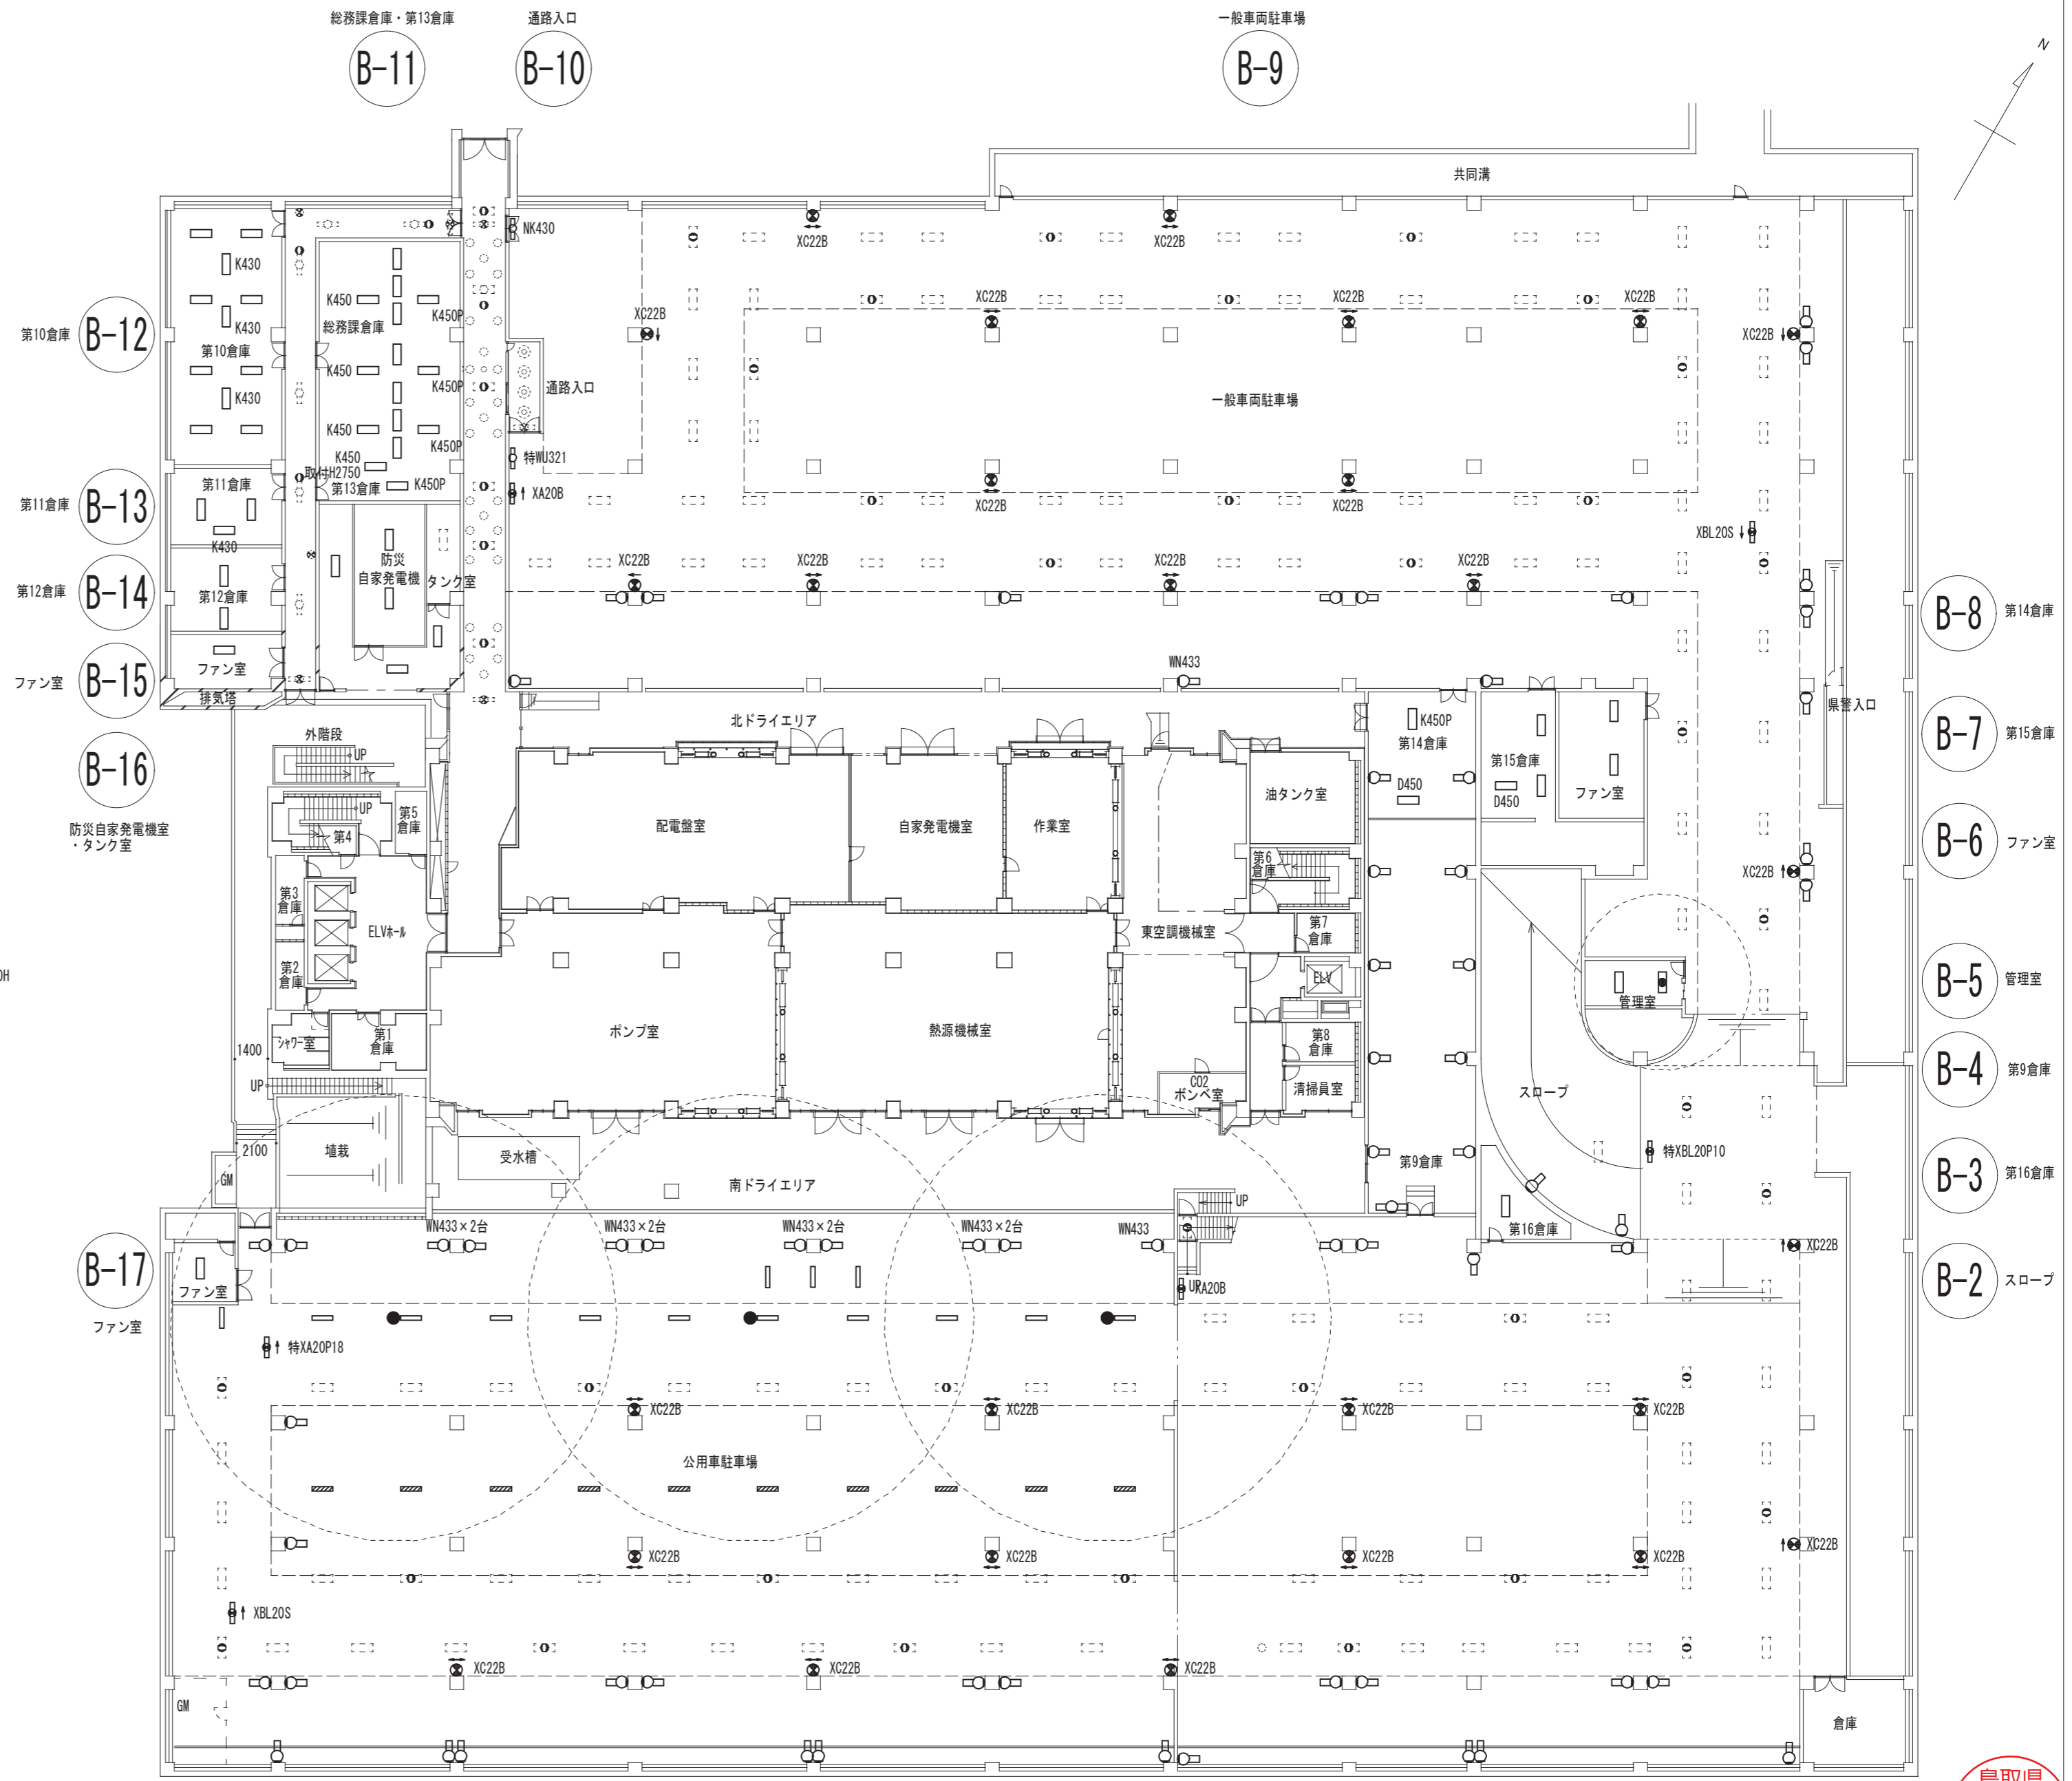 総務課倉庫・第13倉庫
通路入口
一般車両駐車場
B-11
B-10
B-9
N
共同溝
NK430
XC22B
XC22B
K430
K450
K450P
XC22B
XC22B
XC22B
XC22B
第10倉庫
B-12
K430
総務課倉庫
XC22B
第10倉庫
K450
K450P
通路入口
K430
一般車両駐車場
K450
K450P
K450
特WU321
取付H2750
第11倉庫
B-13
第11倉庫
第13倉庫
K450P
XA20B
XC22B
XC22B
XBL20S
K430
防災
自家発電機
タンク室
XC22B
XC22B
XC22B
XC22B
第12倉庫
B-14
第12倉庫
B-8
第14倉庫
ファン室
B-15
ファン室
WN433
排気塔
県警入口
北ドライエリア
K450P
第14倉庫
B-7
第15倉庫
外階段
UP
B-16
第15倉庫
D450
D450
ファン室
油タンク室
UP
第5
倉庫
防災自家発電機室
・タンク室
第4
配電盤室
自家発電機室
作業室
B-6
ファン室
第6
倉庫
XC22B
第3
倉庫
ELVホール
東空調機械室
第7
倉庫
0H
第2
倉庫
ELV
B-5
管理室
管理室
ポンプ室
熱源機械室
シャワー室
第1
倉庫
第8
倉庫
1400
UP
CO2
ボンベ室
清掃員室
スロープ
B-4
第9倉庫
2100
埴栽
受水槽
第9倉庫
特XBL20P10
GM
南ドライエリア
B-3
第16倉庫
UP
WN433×2台
WN433×2台
WN433×2台
WN433×2台
WN433
第16倉庫
XC22B
B-17
ファン室
UP
XA20B
B-2
スロープ
ファン室
特XA20P18
XC22B
XC22B
XC22B
XC22B
公用車駐車場
XC22B
XC22B
XC22B
XC22B
XC22B
XBL20S
XC22B
XC22B
XC22B
GM
倉庫
鳥取県